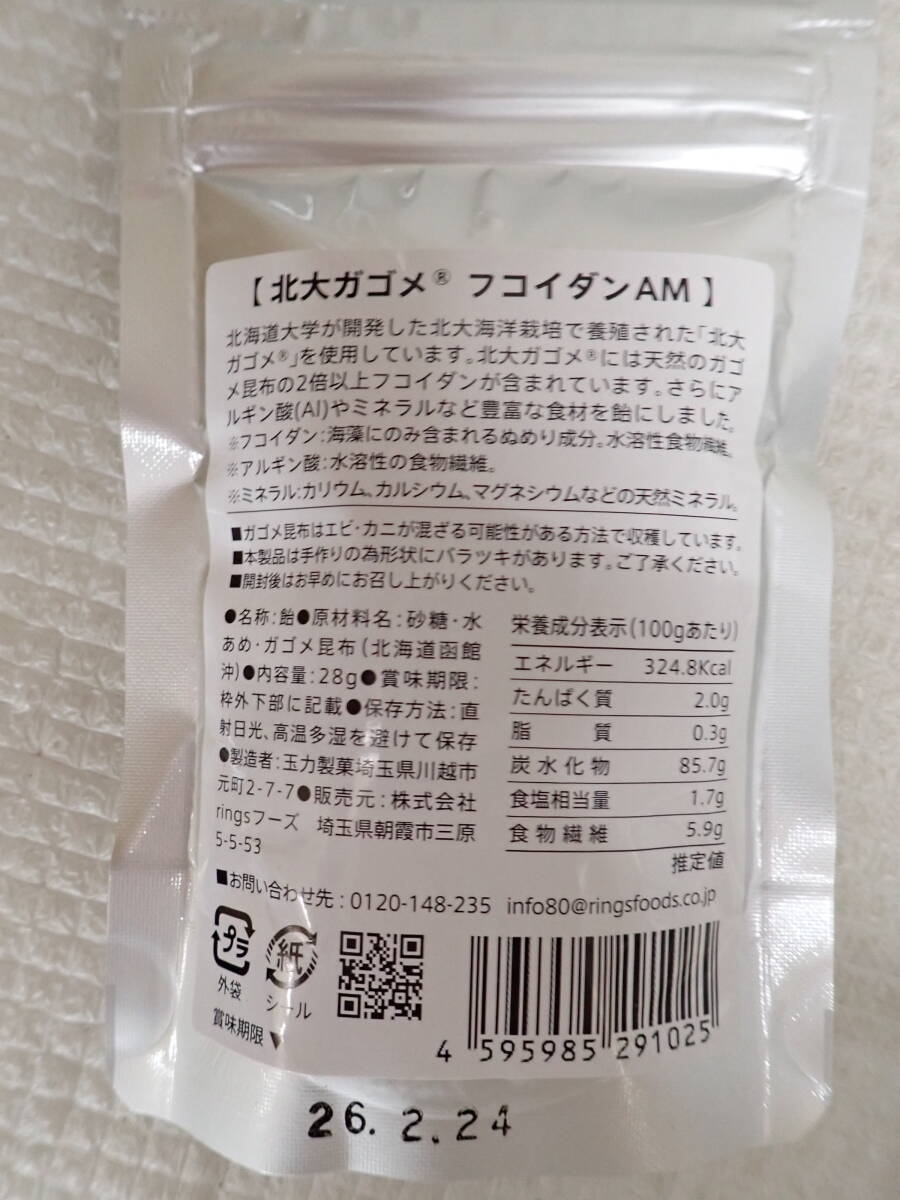 【 北大ガゴメ® フコイダンAM 】
北海道大学が開発した北大海洋栽培で養殖された「北大
ガゴメ®」を使用しています。北大ガゴメ®には天然のガゴ
メ昆布の2倍以上フコイダンが含まれています。さらにア
ルギン酸(Al)やミネラルなど豊富な食材を飴にしました。
※フコイダン:海藻にのみ含まれるぬめり成分。水溶性食物繊維。
※アルギン酸:水溶性の食物繊維。
※ミネラル:カリウム、カルシウム、マグネシウムなどの天然ミネラル。
■ガゴメ昆布はエビ・カニが混ざる可能性がある方法で収穫しています。
■本製品は手作りの為形状にバラツキがあります。ご了承ください。
■開封後はお早めにお召し上がりください。
●名称:飴●原材料名:砂糖・水
あめ・ガゴメ昆布(北海道函館
沖)●内容量:28g●賞味期限:
枠外下部に記載●保存方法:直
射日光、高温多湿を避けて保存
●製造者:玉力製菓埼玉県川越市
元町2-7-7●販売元:株式会社
ringsフーズ 埼玉県朝霞市三原
5-5-53
栄養成分表示(100gあたり)
エネルギー 324.8Kcal
たんぱく質 2.0g
脂質 0.3g
炭水化物 85.7g
食塩相当量 1.7g
食物繊維 5.9g
推定値
■お問い合わせ先:0120-148-235 info80@ringsfoods.co.jp
プラ
外袋
紙
シール
賞味期限▼
4 595985 291025
26.2.24